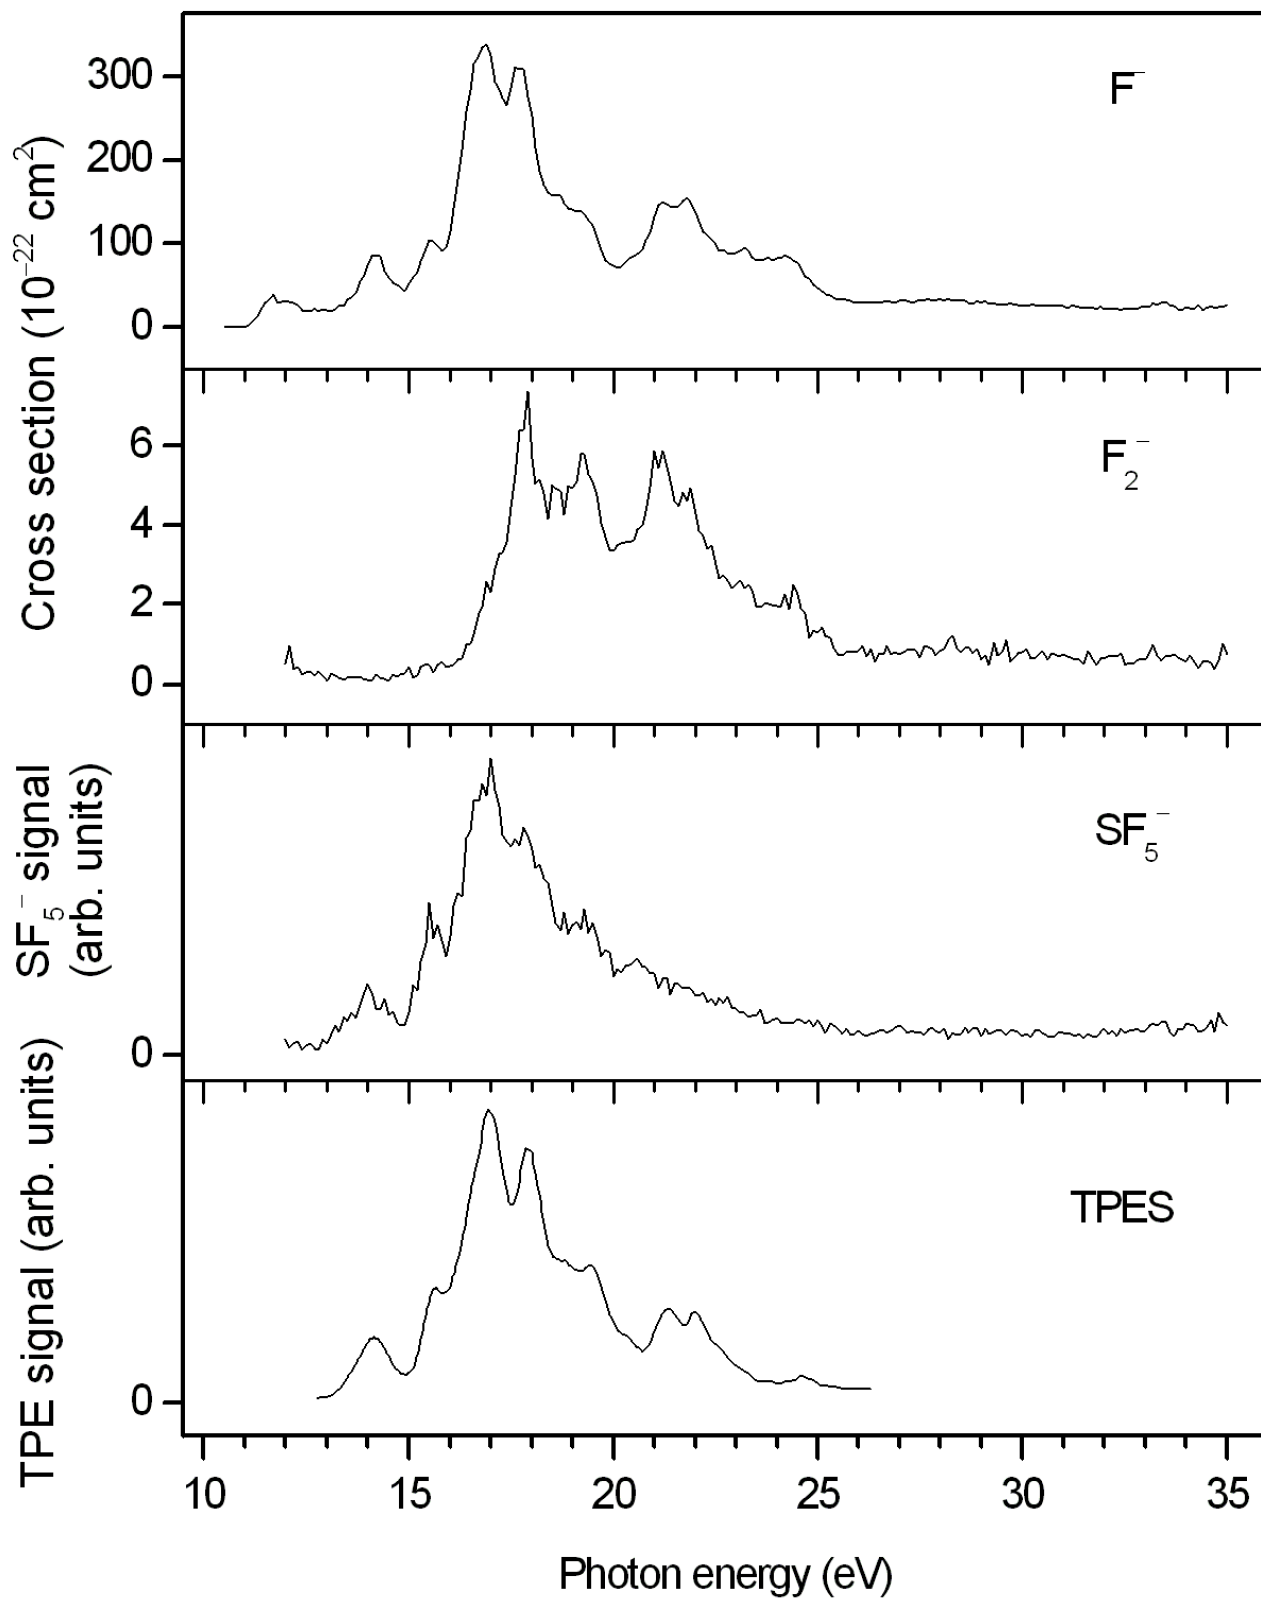 Cross section (10⁻²² cm²)
300
200
100
0
F⁻
6
4
2
0
F₂⁻
SF₅⁻ signal
(arb. units)
0
SF₅⁻
TPE signal (arb. units)
0
TPES
10 15 20 25 30 35
Photon energy (eV)